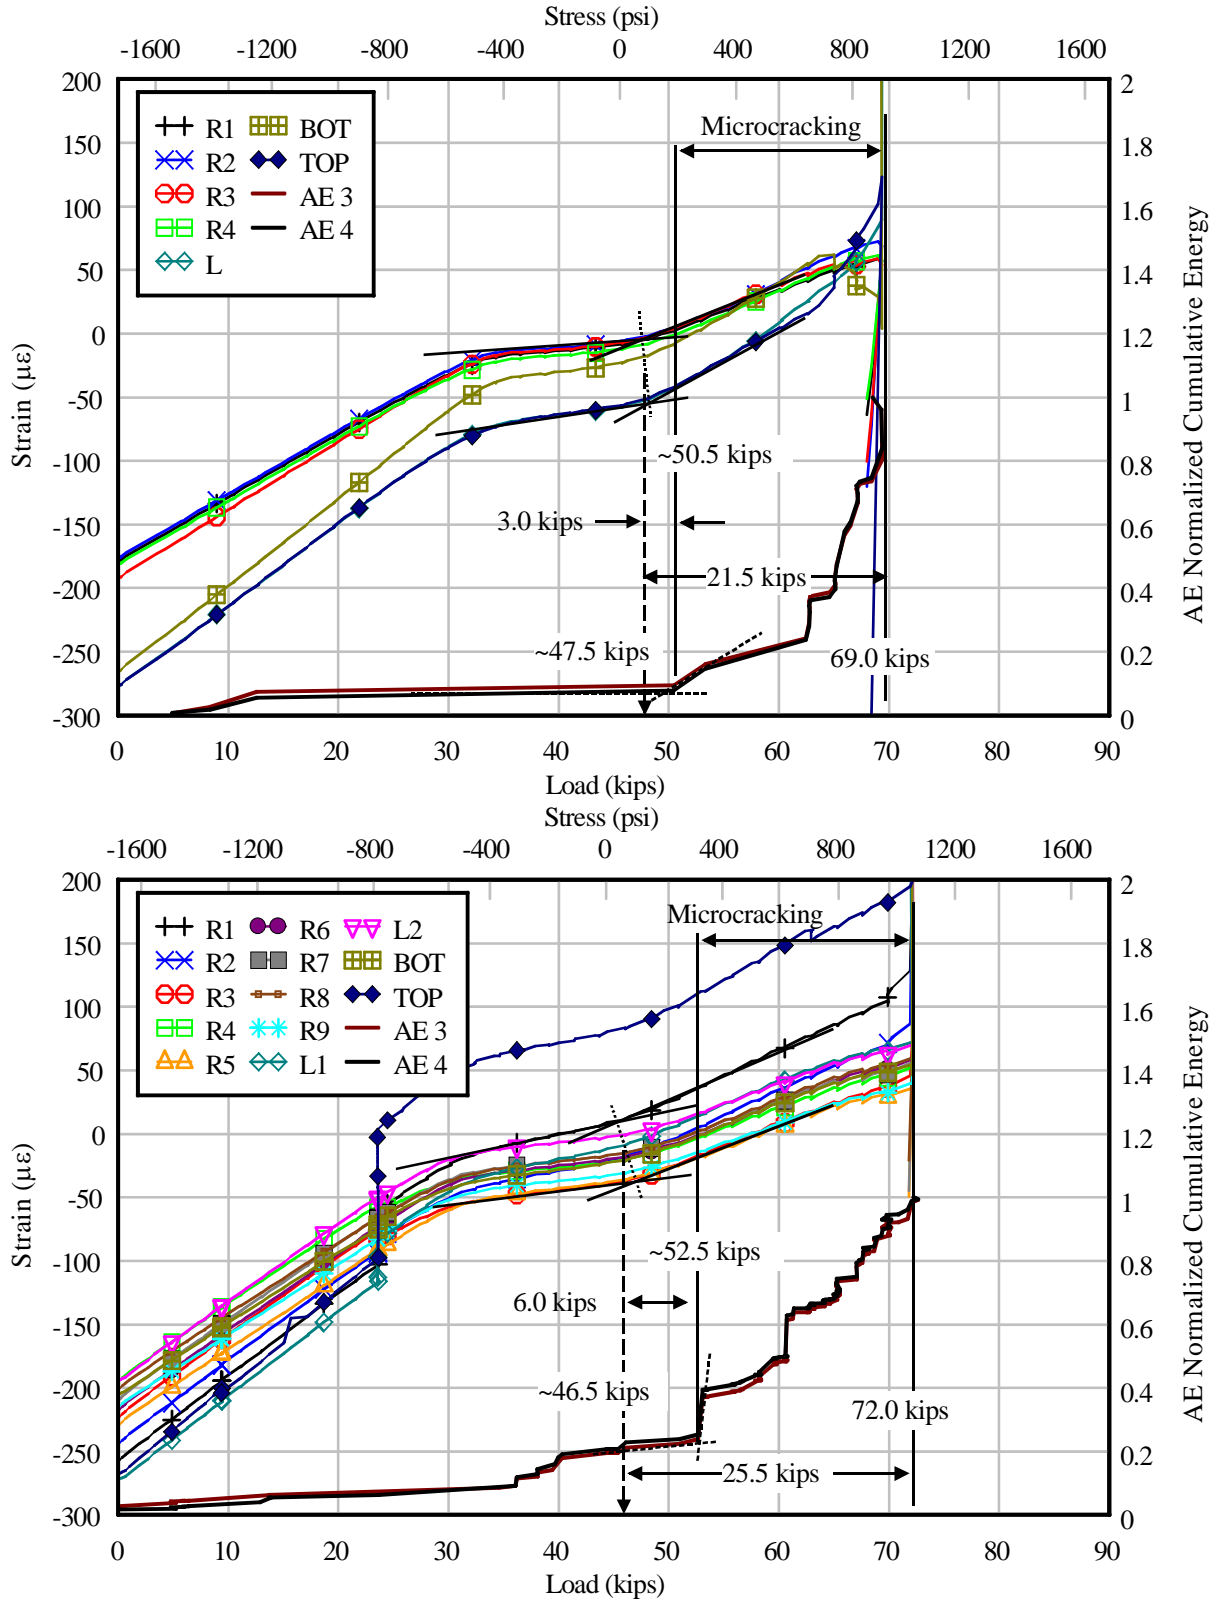 Stress (psi)
-1600 -1200 -800 -400 0 400 800 1200 1600
200 2
150 1.8
100 1.6
50 1.4
0 1.2
-50 1
-100 0.8
-150 0.6
-200 0.4
-250 0.2
-300 0
R1 BOT
R2 TOP
R3 AE 3
R4 AE 4
L
Microcracking
~50.5 kips
3.0 kips
21.5 kips
~47.5 kips
69.0 kips
Strain (με)
AE Normalized Cumulative Energy
0 10 20 30 40 50 60 70 80 90
Load (kips)
Stress (psi)
-1600 -1200 -800 -400 0 400 800 1200 1600
200 2
150 1.8
100 1.6
50 1.4
0 1.2
-50 1
-100 0.8
-150 0.6
-200 0.4
-250 0.2
-300 0
R1 R6 L2
R2 R7 BOT
R3 R8 TOP
R4 R9 AE 3
R5 L1 AE 4
Microcracking
~52.5 kips
6.0 kips
~46.5 kips
72.0 kips
25.5 kips
Strain (με)
AE Normalized Cumulative Energy
0 10 20 30 40 50 60 70 80 90
Load (kips)